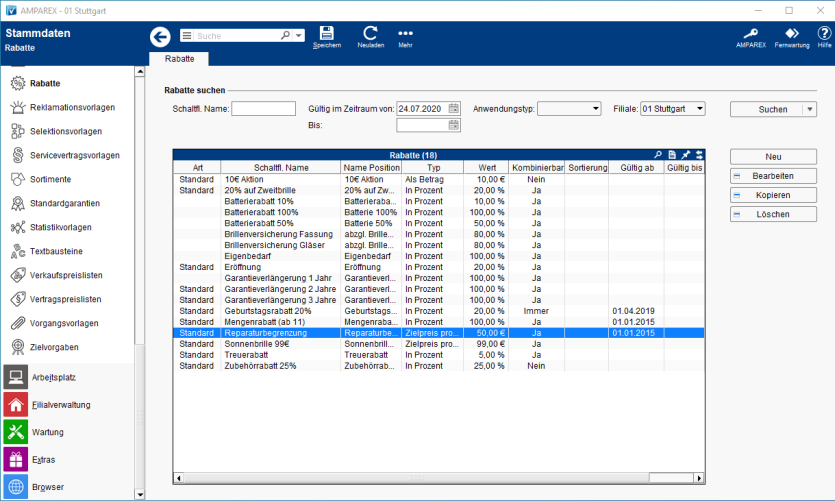 AMPAREX - 01 Stuttgart
Stammdaten
Rabatte
Suche
Speichern
Neuladen
Mehr
AMPAREX
Fernwartung
Hilfe
Rabatte
Rabatte
Reklamationsvorlagen
Selektionsvorlagen
Servicevertragsvorlagen
Sortimente
Standardgarantien
Statistikvorlagen
Textbausteine
Verkaufspreislisten
Vertragspreislisten
Vorgangsvorlagen
Zielvorgaben
Arbeitsplatz
Filialverwaltung
Wartung
Extras
Browser
Rabatte suchen
Schaltfl. Name: Gültig im Zeitraum von: 24.07.2020 Anwendungstyp: Filiale: 01 Stuttgart Suchen
Bis:
Rabatte (18)
Art Schaltfl. Name Name Position Typ Wert Kombinierbar Sortierung Gültig ab Gültig bis
Standard 10€ Aktion 10€ Aktion Als Betrag 10,00 € Nein
Standard 20% auf Zweitbrille 20% auf Zw... In Prozent 20,00 % Ja
Batterierabatt 10% Batterieraba... In Prozent 10,00 % Ja
Batterierabatt 100% Batterie 100% In Prozent 100,00 % Ja
Batterierabatt 50% Batterie 50% In Prozent 50,00 % Ja
Brillenversicherung Fassung abzgl. Brille... In Prozent 80,00 % Ja
Brillenversicherung Gläser abzgl. Brille... In Prozent 80,00 % Ja
Eigenbedarf Eigenbedarf In Prozent 100,00 % Ja
Standard Eröffnung Eröffnung In Prozent 20,00 % Ja
Garantieverlängerung 1 Jahr Garantieverl... In Prozent 100,00 % Ja
Standard Garantieverlängerung 2 Jahre Garantieverl... In Prozent 100,00 % Ja
Standard Garantieverlängerung 3 Jahre Garantieverl... In Prozent 100,00 % Ja
Standard Geburtstagsrabatt 20% Geburtstags... In Prozent 20,00 % Immer 01.04.2019
Standard Mengenrabatt (ab 11) Mengenraba... In Prozent 100,00 % Ja 01.01.2015
Standard Reparaturbegrenzung Reparaturbe... Zielpreis pro... 50,00 € Ja 01.01.2015
Standard Sonnenbrille 99€ Sonnenbrill... Zielpreis pro... 99,00 € Ja
Standard Treuerabatt Treuerabatt In Prozent 5,00 % Ja
Standard Zubehörrabatt 25% Zubehörrab... In Prozent 25,00 % Nein
Neu
Bearbeiten
Kopieren
Löschen